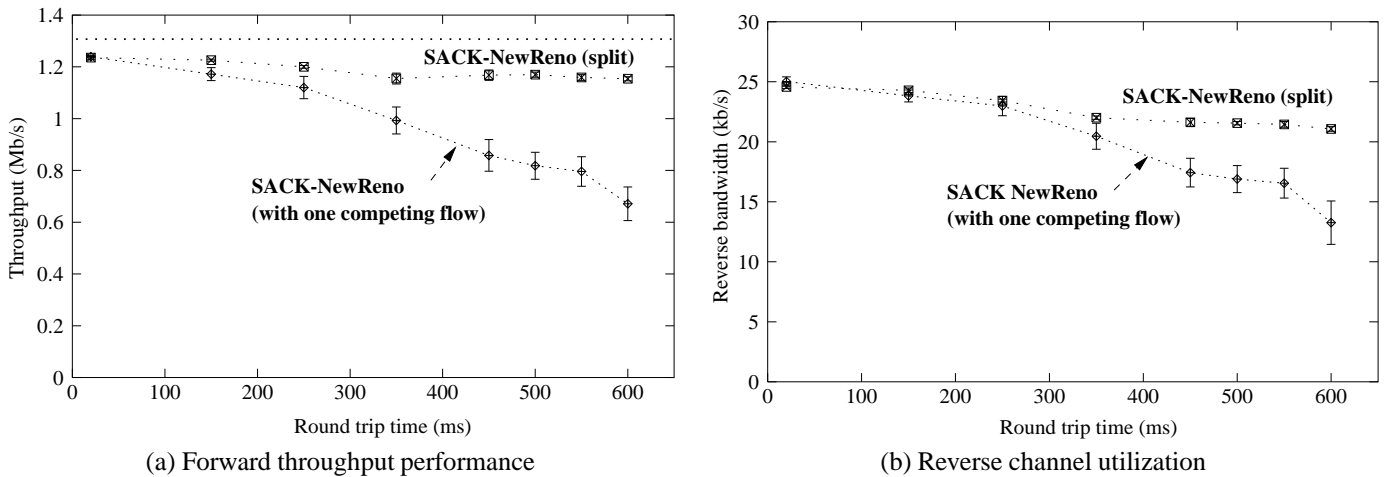 1.4
1.2
1
0.8
0.6
0.4
0.2
0
Throughput (Mb/s)
SACK-NewReno (split)
SACK-NewReno
(with one competing flow)
0 100 200 300 400 500 600
Round trip time (ms)
(a) Forward throughput performance
30
25
20
15
10
5
0
Reverse bandwidth (kb/s)
SACK-NewReno (split)
SACK NewReno
(with one competing flow)
0 100 200 300 400 500 600
Round trip time (ms)
(b) Reverse channel utilization